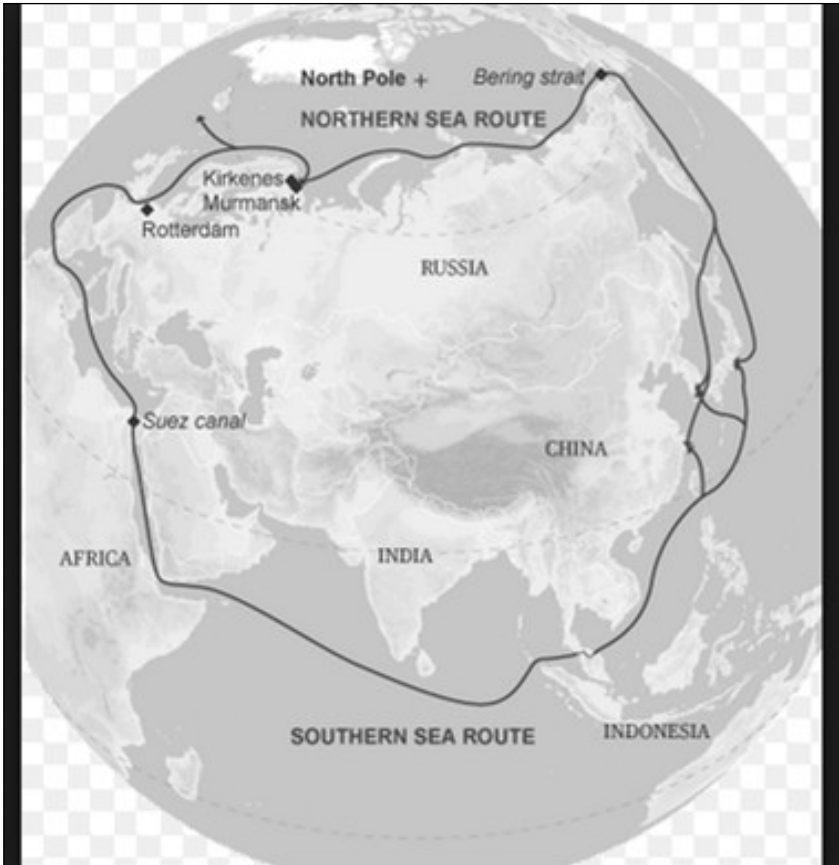 North Pole +
Bering strait
NORTHERN SEA ROUTE
Kirkenes
Murmansk
Rotterdam
RUSSIA
Suez canal
CHINA
AFRICA
INDIA
SOUTHERN SEA ROUTE
INDONESIA